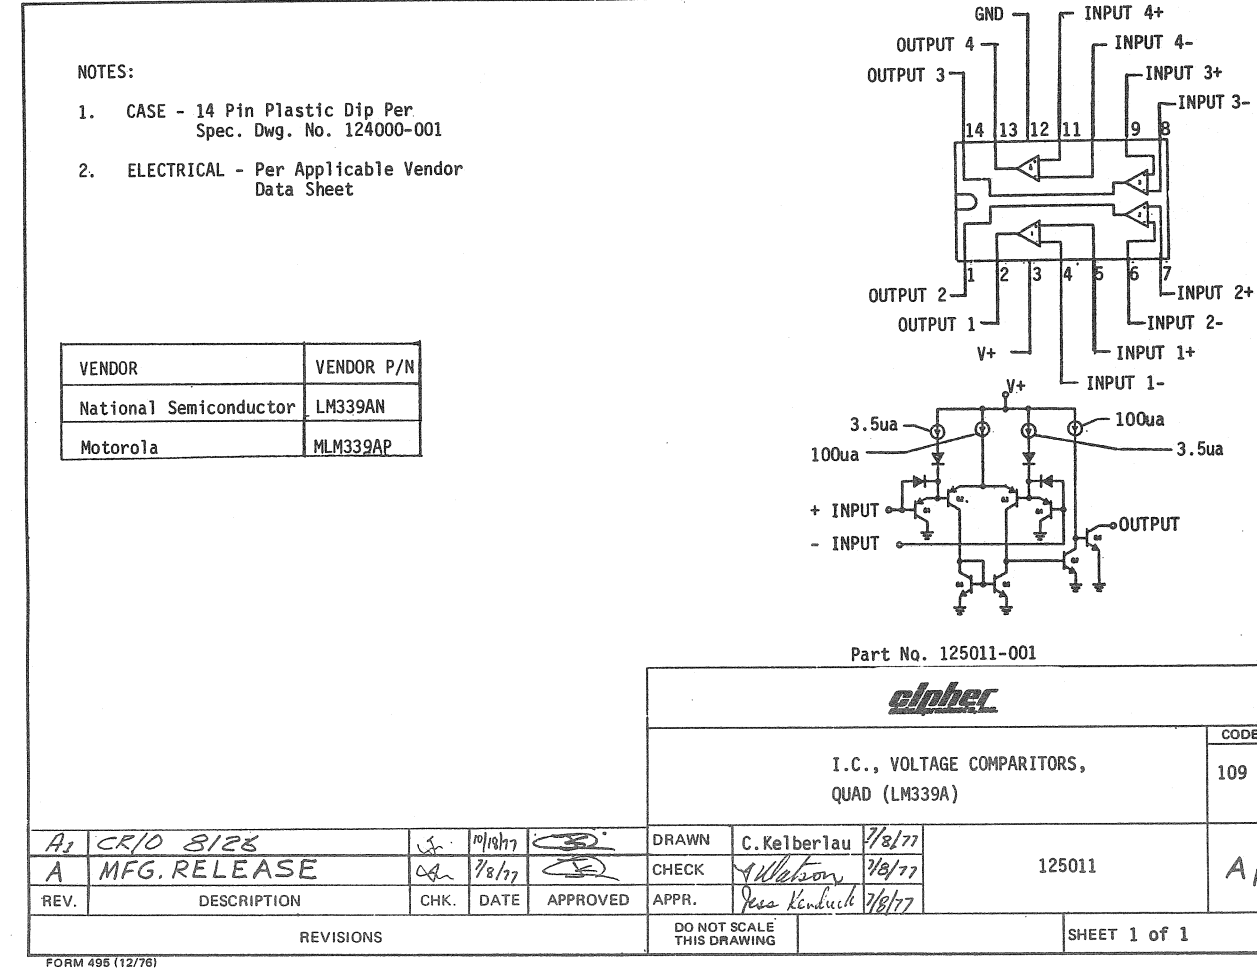 NOTES:
1. CASE - 14 Pin Plastic Dip Per
Spec. Dwg. No. 124000-001
2. ELECTRICAL - Per Applicable Vendor
Data Sheet
VENDOR VENDOR P/N
National Semiconductor LM339AN
Motorola MLM339AP
GND INPUT 4+
OUTPUT 4 INPUT 4-
OUTPUT 3 INPUT 3+
INPUT 3-
14 13 12 11 9 8
1 2 3 4 5 6 7
OUTPUT 2 INPUT 2+
OUTPUT 1 INPUT 2-
V+ INPUT 1+
INPUT 1-
V+
3.5ua 100ua
100ua 3.5ua
+ INPUT
- INPUT
OUTPUT
Part No. 125011-001
cipher
I.C., VOLTAGE COMPARITORS,
QUAD (LM339A)
CODE
109
A1 CR/O 8126 10/18/77
A MFG. RELEASE 7/8/77
REV. DESCRIPTION CHK. DATE APPROVED
REVISIONS
DRAWN C.Kelberlau 7/8/77
CHECK Watson 7/8/77
APPR. Jess 7/8/77
125011
A1
DO NOT SCALE
THIS DRAWING
SHEET 1 of 1
FORM 495 (12/76)